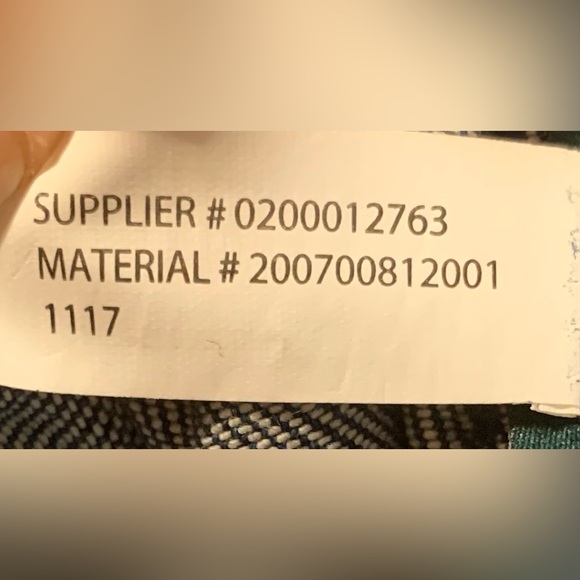 SUPPLIER # 0200012763
MATERIAL # 200700812001
1117